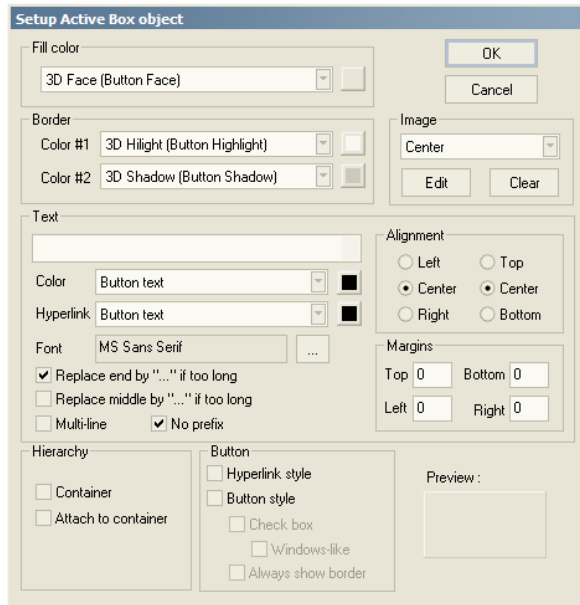 Setup Active Box object
Fill color
3D Face (Button Face)
OK
Cancel
Border
Color #1 3D Hilight (Button Highlight)
Color #2 3D Shadow (Button Shadow)
Image
Center
Edit Clear
Text
Color Button text
Hyperlink Button text
Font MS Sans Serif ...
Replace end by "..." if too long
Replace middle by "..." if too long
Multi-line No prefix
Alignment
Left Top
Center Center
Right Bottom
Margins
Top 0 Bottom 0
Left 0 Right 0
Hierarchy
Container
Attach to container
Button
Hyperlink style
Button style
Check box
Windows-like
Always show border
Preview :